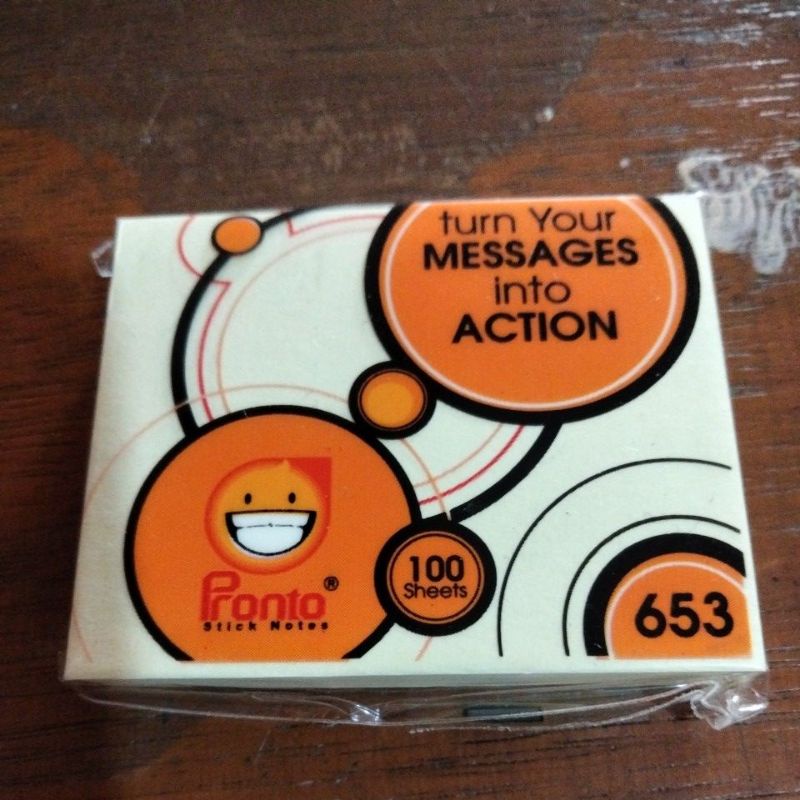 turn Your
MESSAGES
into
ACTION
Pronto®
Stick Notes
100
Sheets
653